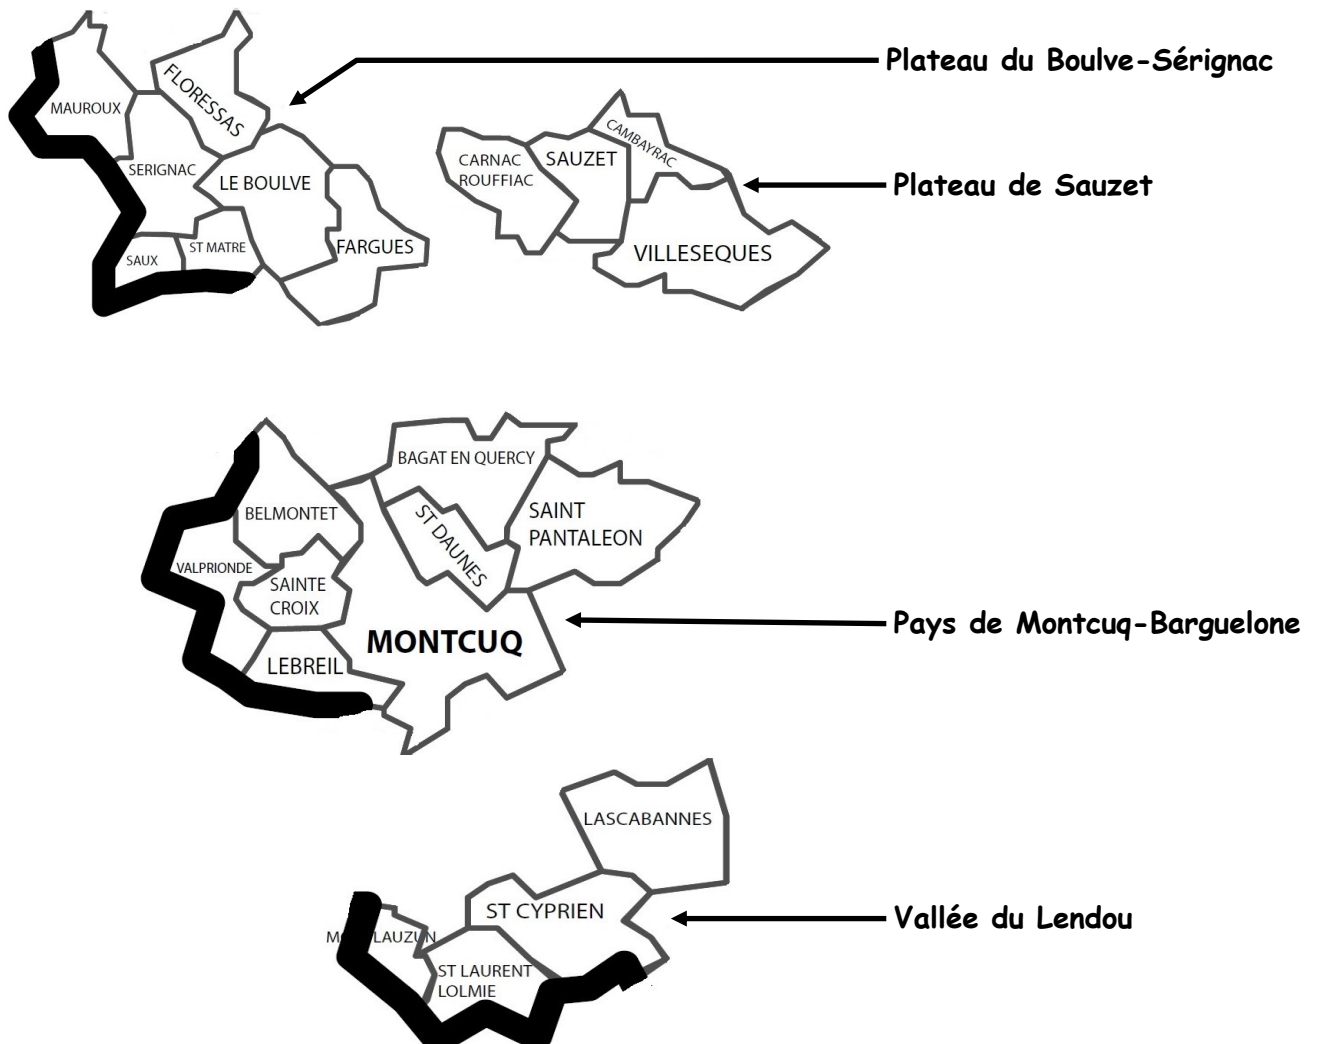 Plateau du Boulve-Sérignac
MAUROUX
FLORESSAS
SERIGNAC
LE BOULVE
FARGUES
ST MATRE
SAUX
Plateau de Sauzet
CARNAC
ROUFFIAC
SAUZET
CAMBAYRAC
VILLESEQUES
BAGAT EN QUERCY
BELMONTET
ST DAUNES
SAINT
PANTALEON
VALPRIONDE
SAINTE
CROIX
MONTCUQ
LEBREIL
Pays de Montcuq-Barguelone
LASCABANNES
ST CYPRIEN
Vallée du Lendou
LAUZUN
ST LAURENT
LOLMIE